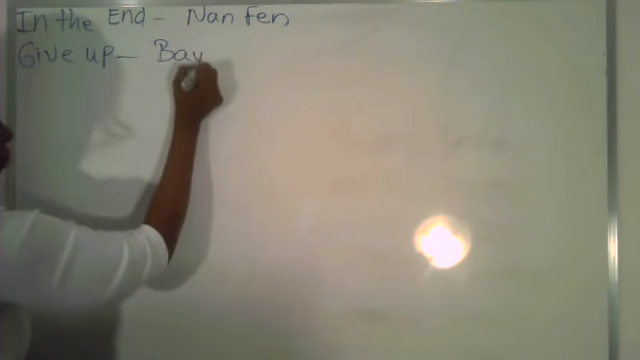 In the End - Nan Fen
Give up - Bay